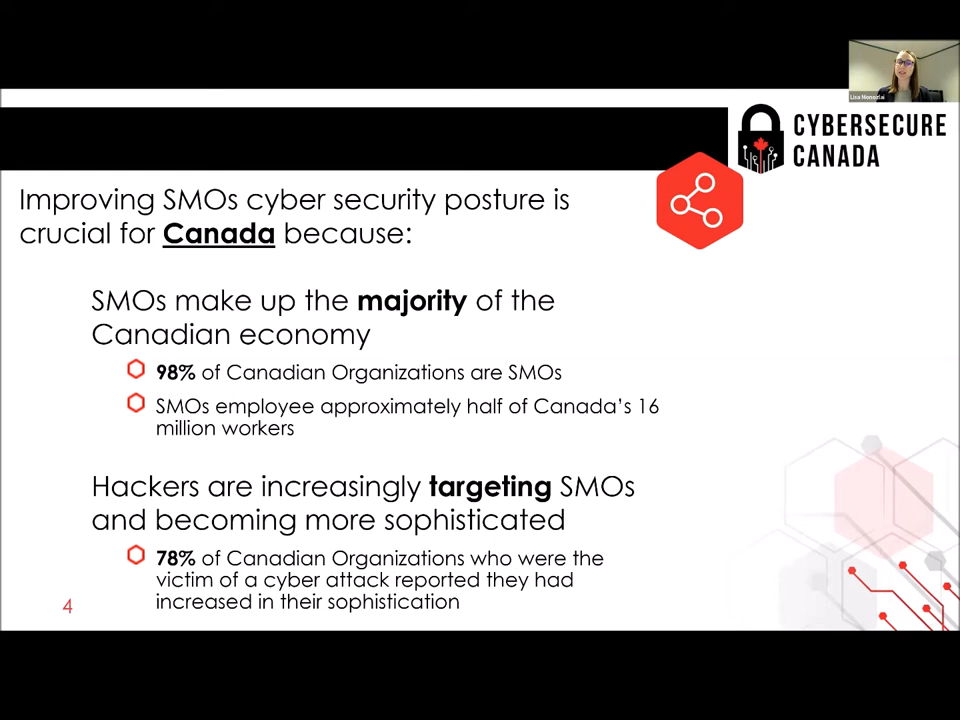 CYBERSECURE
CANADA
Improving SMOs cyber security posture is
crucial for Canada because:
SMOs make up the majority of the
Canadian economy
98% of Canadian Organizations are SMOs
SMOs employee approximately half of Canada’s 16
million workers
Hackers are increasingly targeting SMOs
and becoming more sophisticated
78% of Canadian Organizations who were the
victim of a cyber attack reported they had
increased in their sophistication
4